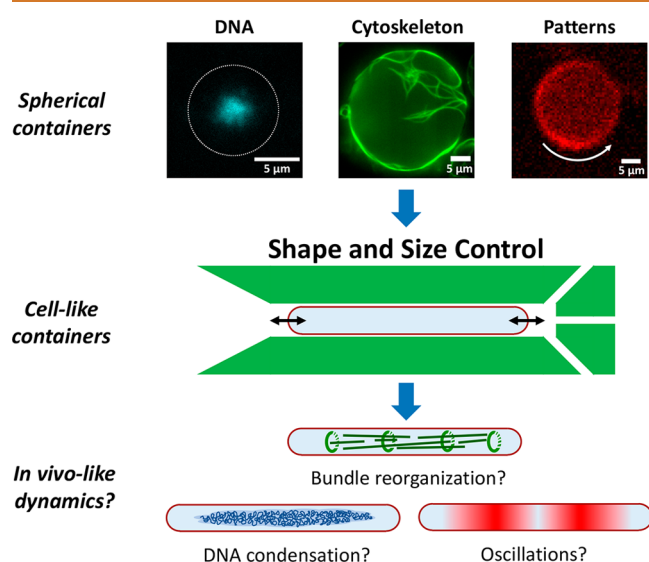 DNA Cytoskeleton Patterns
Spherical
containers
5 μm
5 μm
5 μm
Shape and Size Control
Cell-like
containers
In vivo-like
dynamics?
Bundle reorganization?
DNA condensation?
Oscillations?